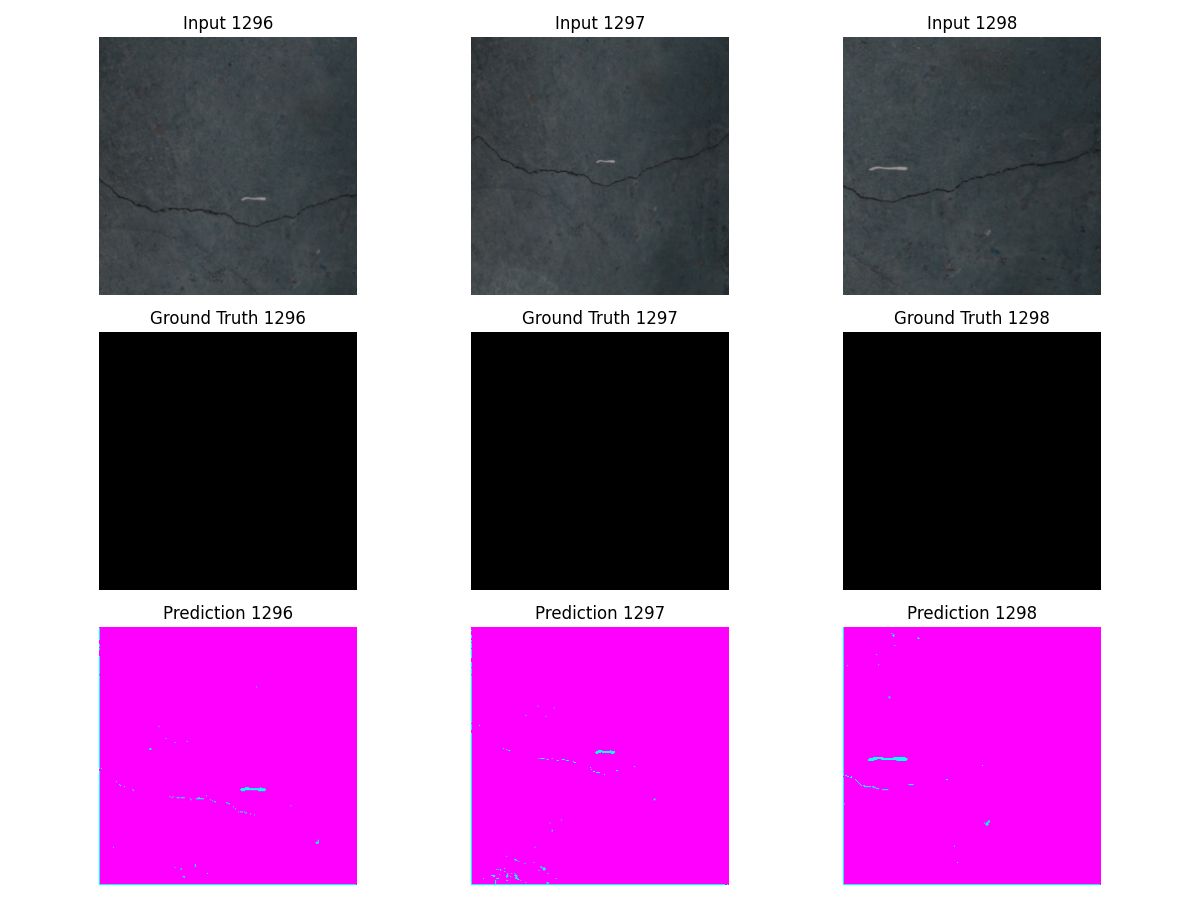 Input 1296
Input 1297
Input 1298
Ground Truth 1296
Ground Truth 1297
Ground Truth 1298
Prediction 1296
Prediction 1297
Prediction 1298